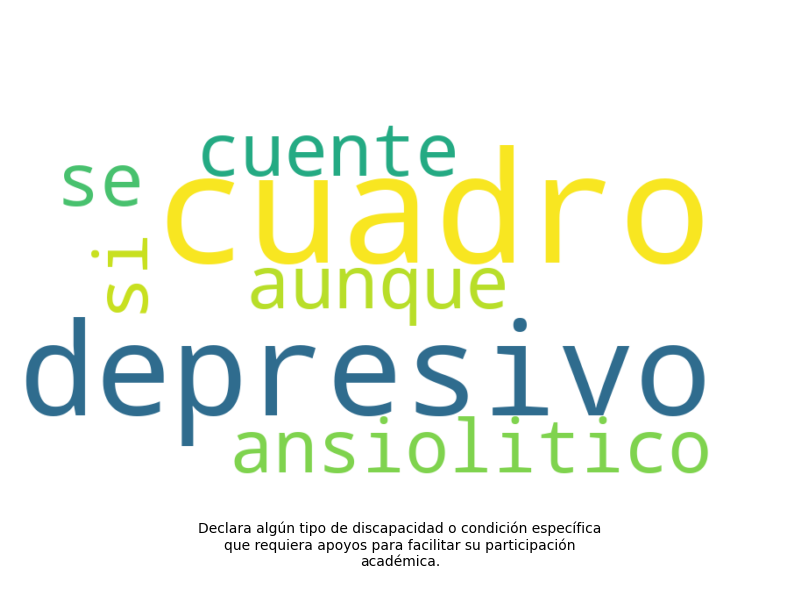 cuente
se
cuadro
si
aunque
depresivo
ansiolitico
Declara algún tipo de discapacidad o condición específica
que requiera apoyos para facilitar su participación
académica.